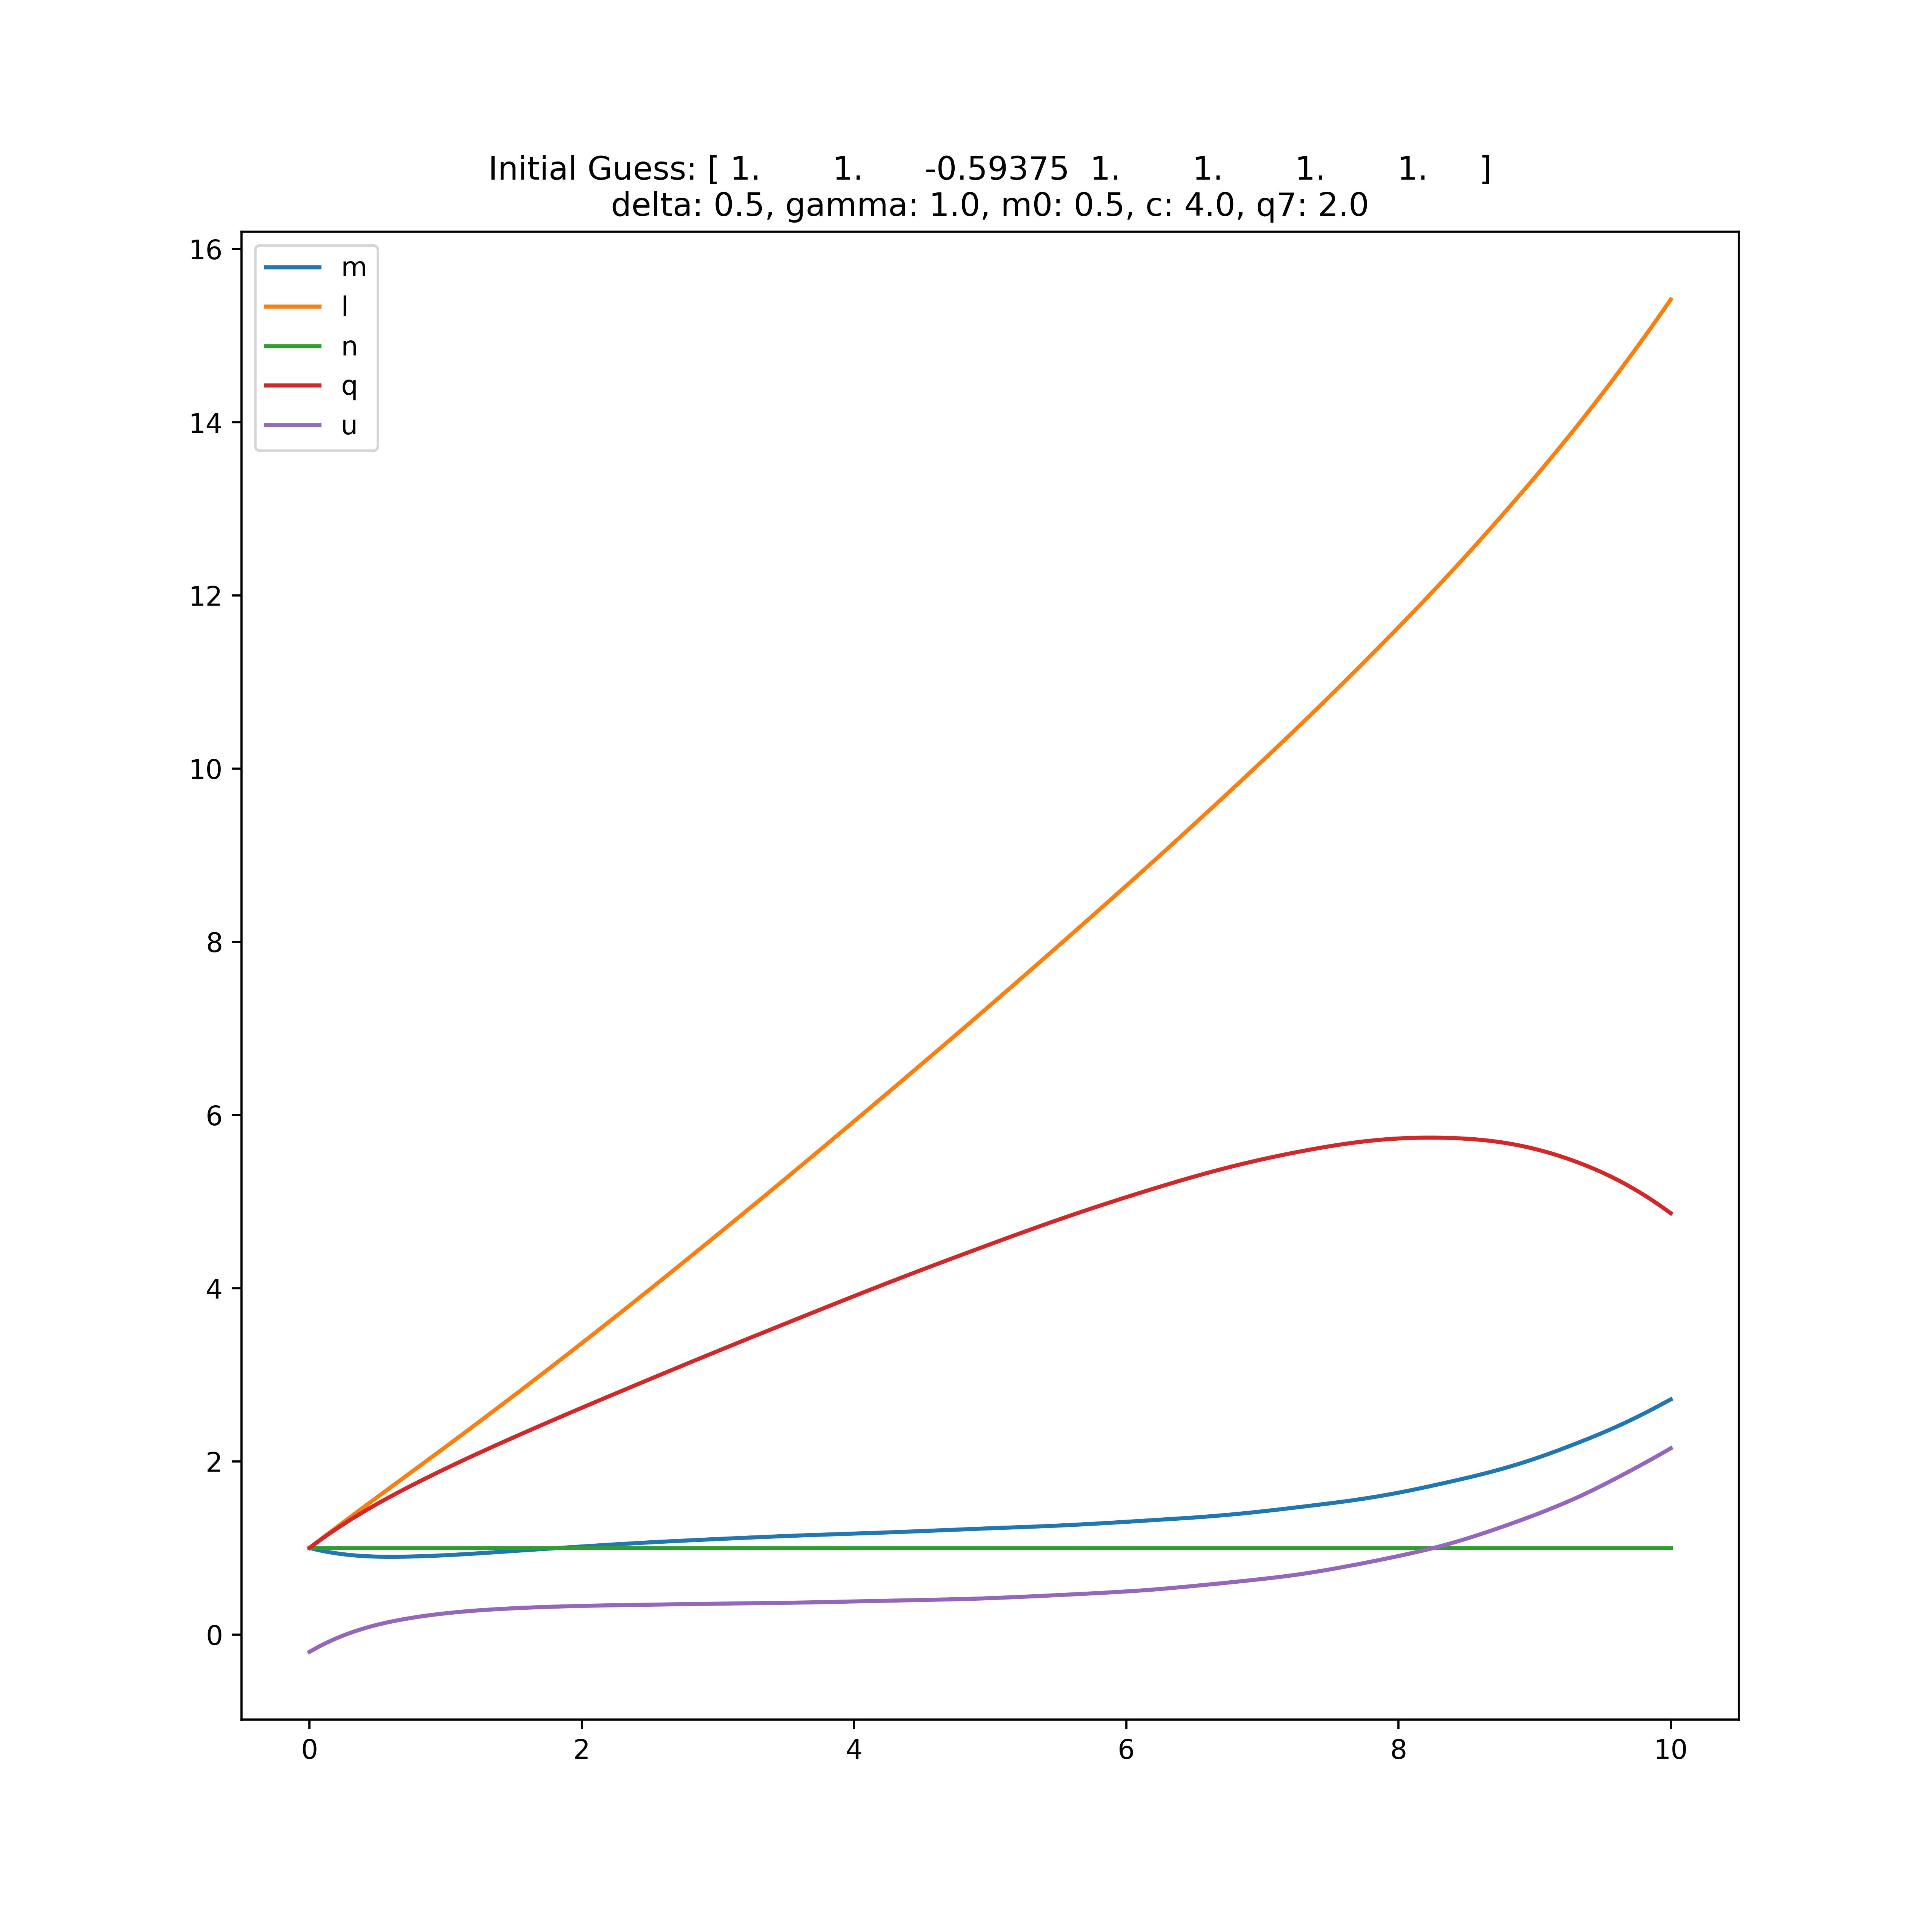 Initial Guess: [ 1. 1. -0.59375 1. 1. 1. 1. ]
delta: 0.5, gamma: 1.0, m0: 0.5, c: 4.0, q7: 2.0
m
l
n
q
u
16
14
12
10
8
6
4
2
0
0 2 4 6 8 10